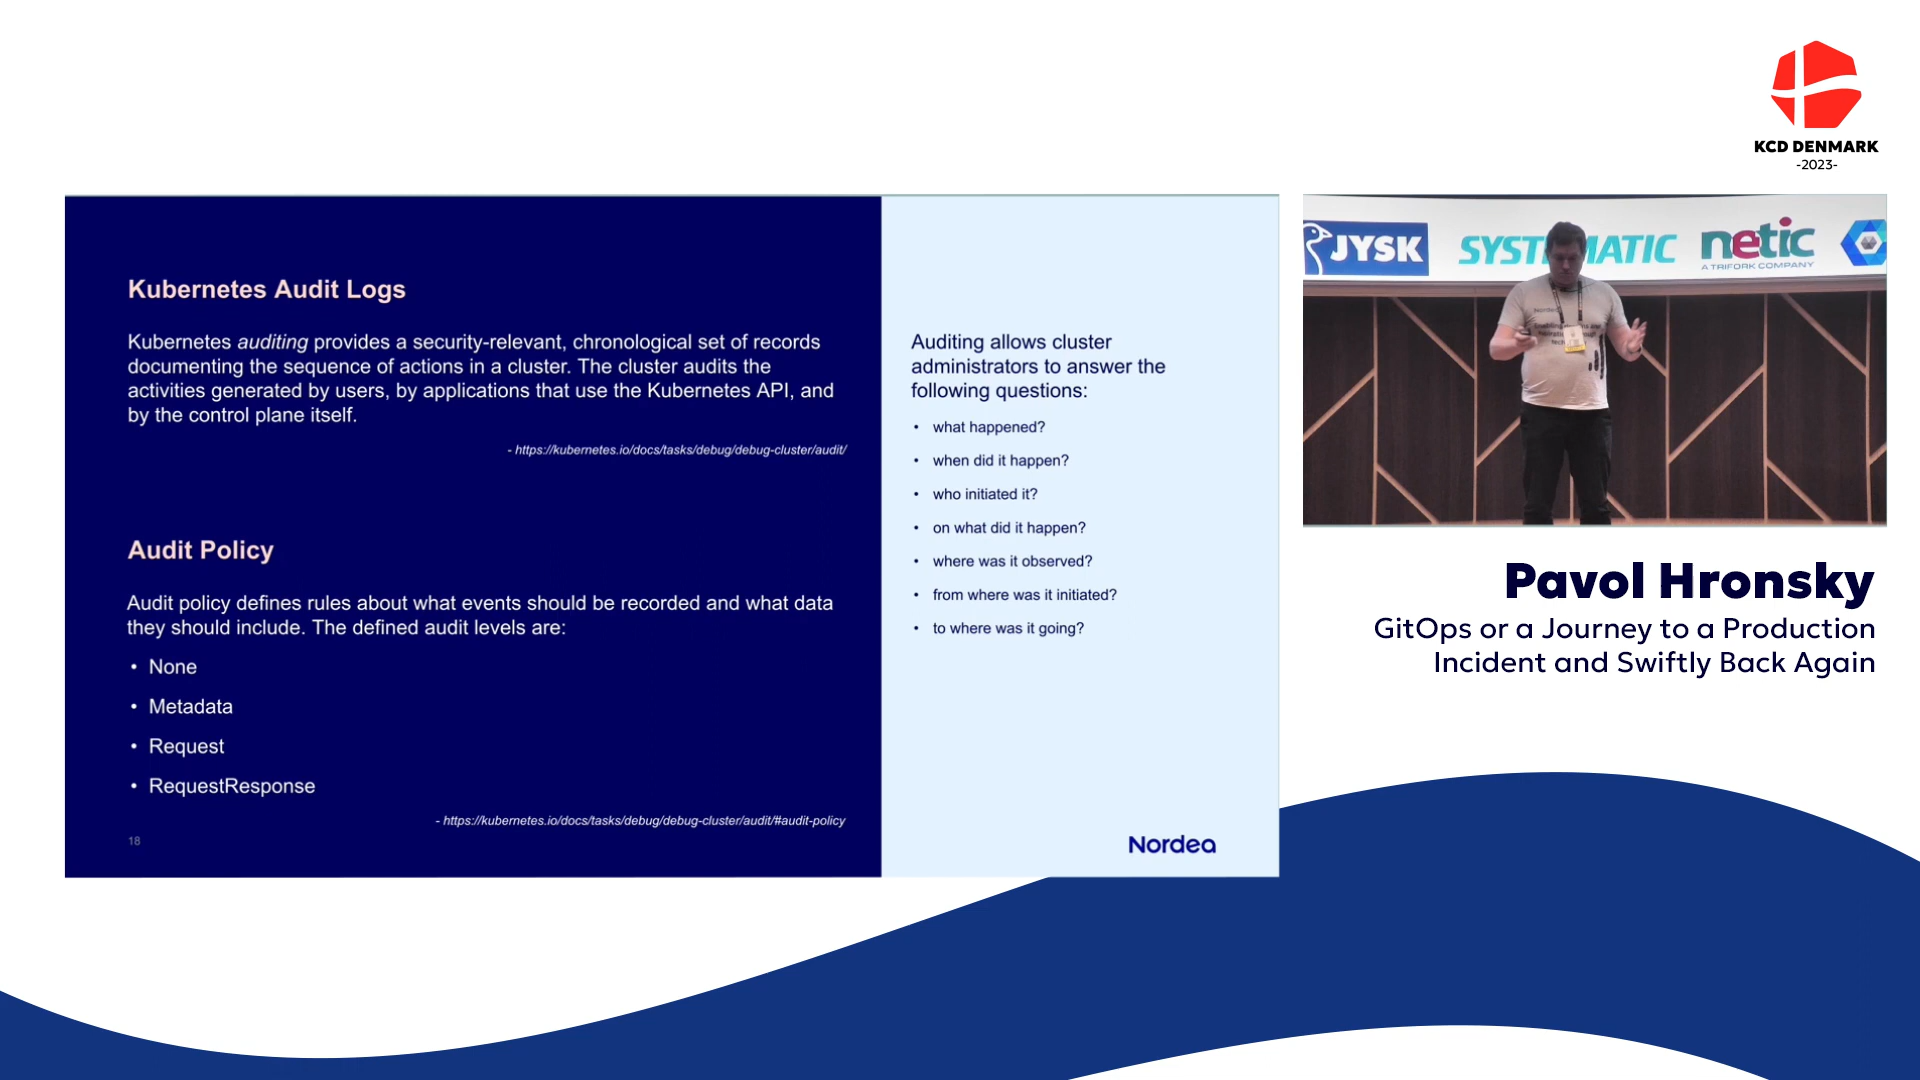 KCD DENMARK
-2023-
Kubernetes Audit Logs
Kubernetes auditing provides a security-relevant, chronological set of records
documenting the sequence of actions in a cluster. The cluster audits the
activities generated by users, by applications that use the Kubernetes API, and
by the control plane itself.
- https://kubernetes.io/docs/tasks/debug/debug-cluster/audit/
Audit Policy
Audit policy defines rules about what events should be recorded and what data
they should include. The defined audit levels are:
• None
• Metadata
• Request
• RequestResponse
- https://kubernetes.io/docs/tasks/debug/debug-cluster/audit/#audit-policy
18
Auditing allows cluster
administrators to answer the
following questions:
• what happened?
• when did it happen?
• who initiated it?
• on what did it happen?
• where was it observed?
• from where was it initiated?
• to where was it going?
Nordea
JYSK
SYST MATIC
netic
A TRIFORK COMPANY
Pavol Hronsky
GitOps or a Journey to a Production
Incident and Swiftly Back Again